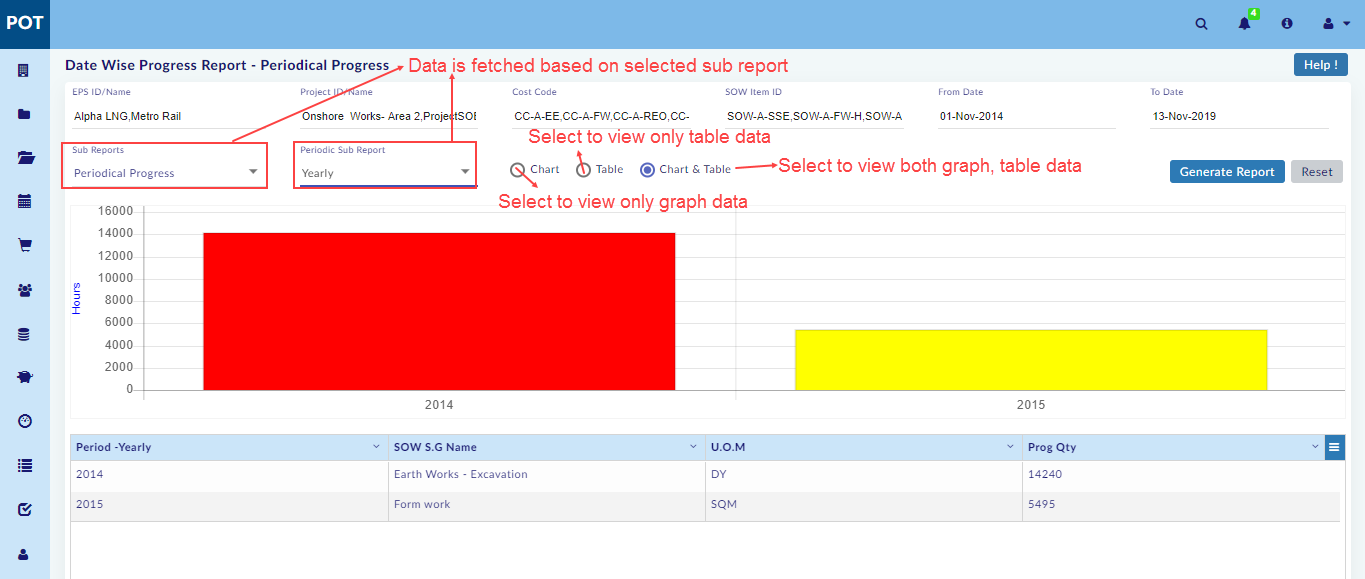 POT
4
Date Wise Progress Report - Periodical Progress
Data is fetched based on selected sub report
Help !
EPS ID/Name
Project ID/Name
Cost Code
SOW Item ID
From Date
To Date
Alpha LNG,Metro Rail
Onshore Works- Area 2,ProjectSOE
CC-A-EE,CC-A-FW,CC-A-REO,CC-
SOW-A-SSE,SOW-A-FW-H,SOW-A
01-Nov-2014
13-Nov-2019
Select to view only table data
Sub Reports
Periodical Progress
Periodic Sub Report
Yearly
Chart
Table
Chart & Table
Select to view both graph, table data
Generate Report
Reset
Select to view only graph data
16000
14000
12000
10000
8000
6000
4000
2000
0
Hours
2014
2015
Period -Yearly
SOW S.G Name
U.O.M
Prog Qty
2014
Earth Works - Excavation
DY
14240
2015
Form work
SQM
5495